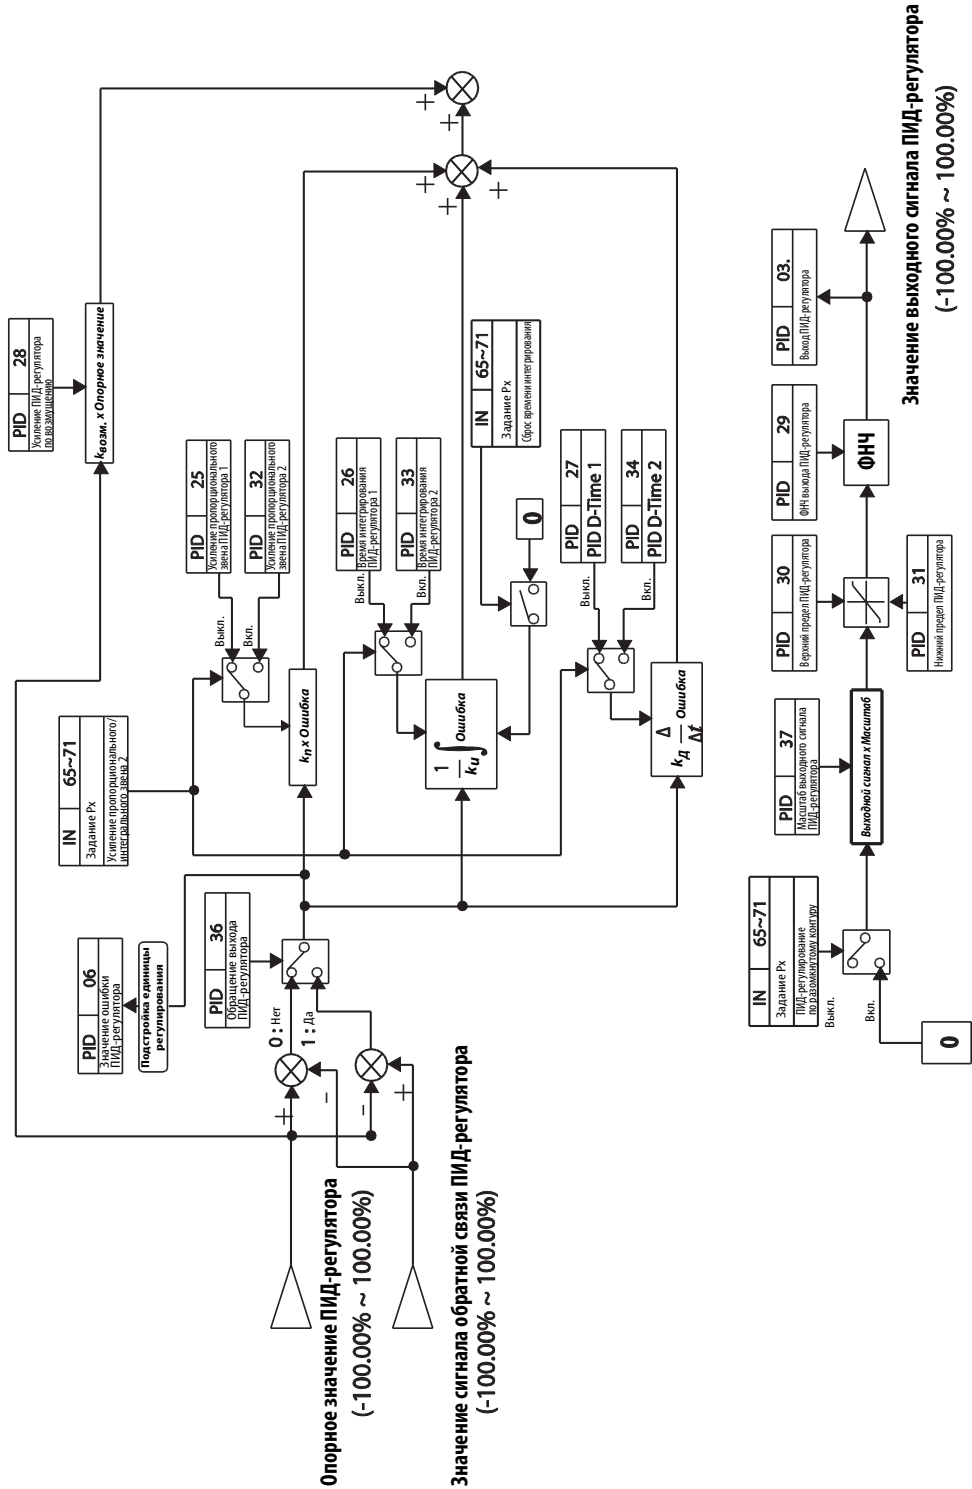 PID 28
Усиление ПИД-регулятора
по возмущению
kвозм. x Опорное значение
IN 65~71
Задание Px
Усиление пропорционального/
интегрального звена 2
PID 06
Значение ошибки
ПИД-регулятора
Подстройка единицы
регулирования
PID 25
Усиление пропорционального
звена ПИД-регулятора 1
PID 32
Усиление пропорционального
звена ПИД-регулятора 2
Выкл.
Вкл.
kп x Ошибка
PID 36
Обращение выхода
ПИД-регулятора
0 : Нет
1 : Да
+
−
−
+
Опорное значение ПИД-регулятора
(-100.00% ~ 100.00%)
Значение сигнала обратной связи ПИД-регулятора
(-100.00% ~ 100.00%)
PID 26
Время интегрирования
ПИД-регулятора 1
PID 33
Время интегрирования
ПИД-регулятора 2
Выкл.
Вкл.
1
kи
∫ Ошибка
IN 65~71
Задание Px
Сброс времени интегрирования
0
PID 27
PID D-Time 1
PID 34
PID D-Time 2
Выкл.
Вкл.
kд Δ Ошибка
Δt
+
+
+
+
+
IN 65~71
Задание Px
ПИД-регулирование
по разомкнутому контуру
Выкл.
Вкл.
0
PID 37
Масштаб выходного сигнала
ПИД-регулятора
Выходной сигнал x Масштаб
PID 30
Верхний предел ПИД-регулятора
PID 31
Нижний предел ПИД-регулятора
PID 29
ФНЧ выхода ПИД-регулятора
ФНЧ
PID 03.
Выход ПИД-регулятора
Значение выходного сигнала ПИД-регулятора
(-100.00% ~ 100.00%)